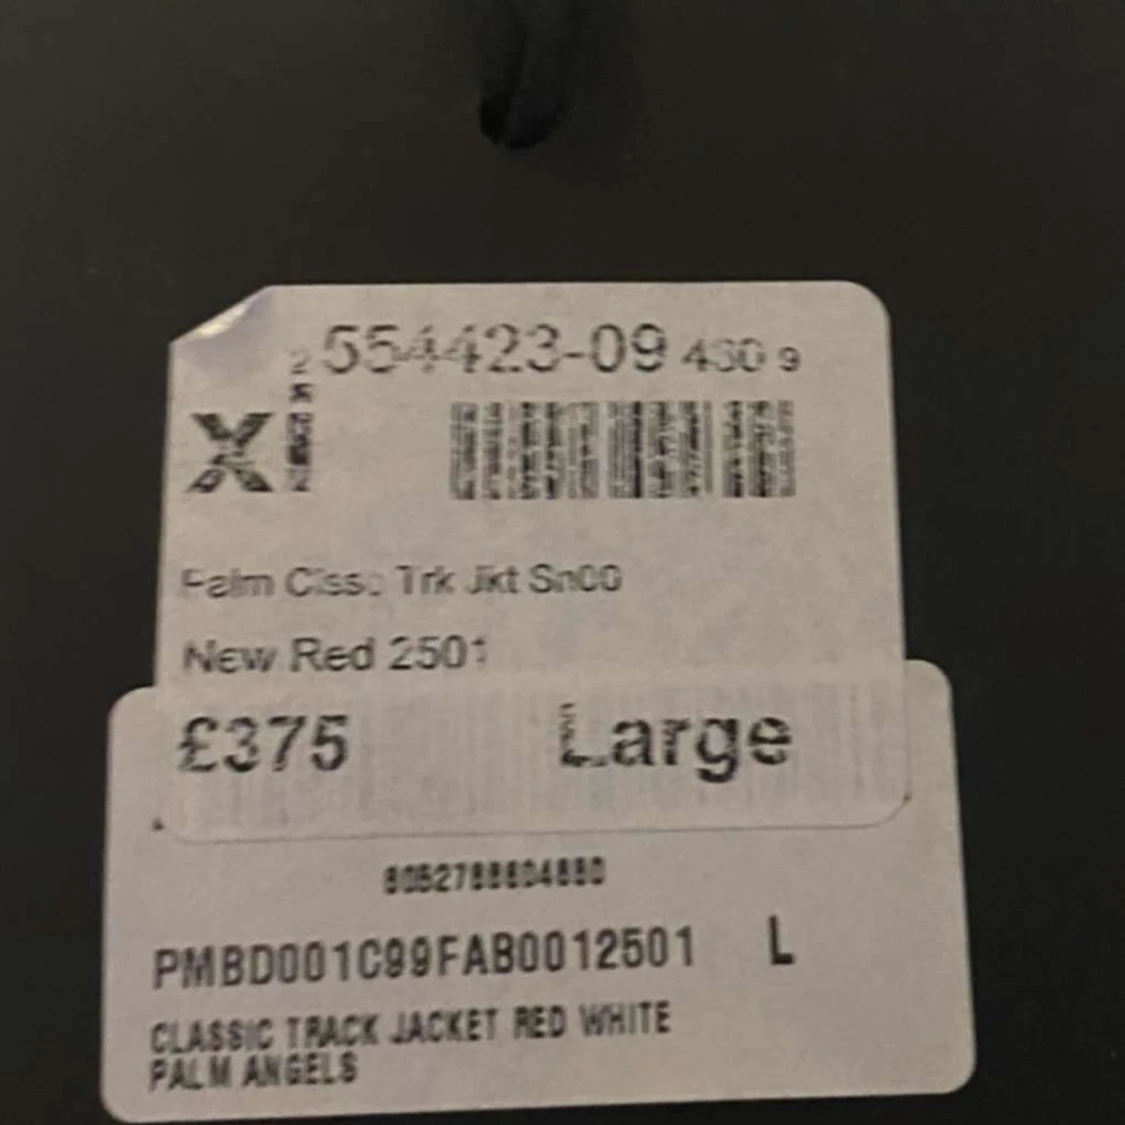 554423-09 430 9
Palm Clssc Trk Jkt Sn00
New Red 2501
£375 Large
8052788604880
PMBD001C99FAB0012501 L
CLASSIC TRACK JACKET RED WHITE
PALM ANGELS